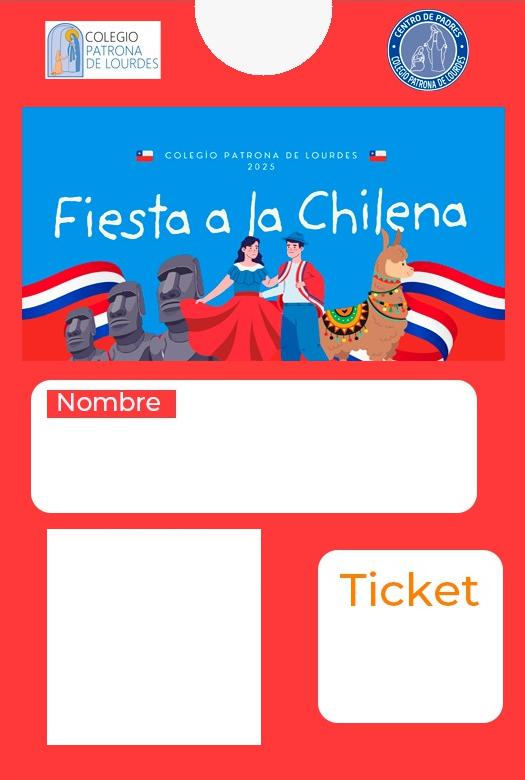 COLEGIO
PATRONA
DE LOURDES
CENTRO DE PADRES
COLEGIO PATRONA DE LOURDES
COLEGÍO PATRONA DE LOURDES
2025
Fiesta a la Chilena
Nombre
Ticket